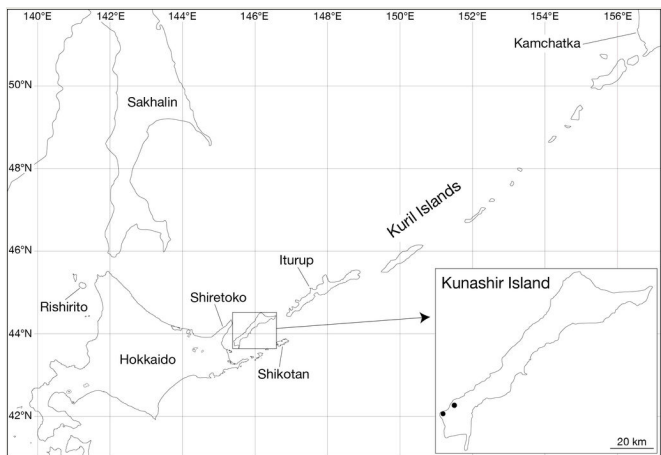 140°E 142°E 144°E 146°E 148°E 150°E 152°E 154°E 156°E
Kamchatka
50°N
Sakhalin
48°N
Kuril Islands
46°N
Iturup
Kunashir Island
Rishirito
Shiretoko
44°N
Hokkaido
Shikotan
42°N
20 km